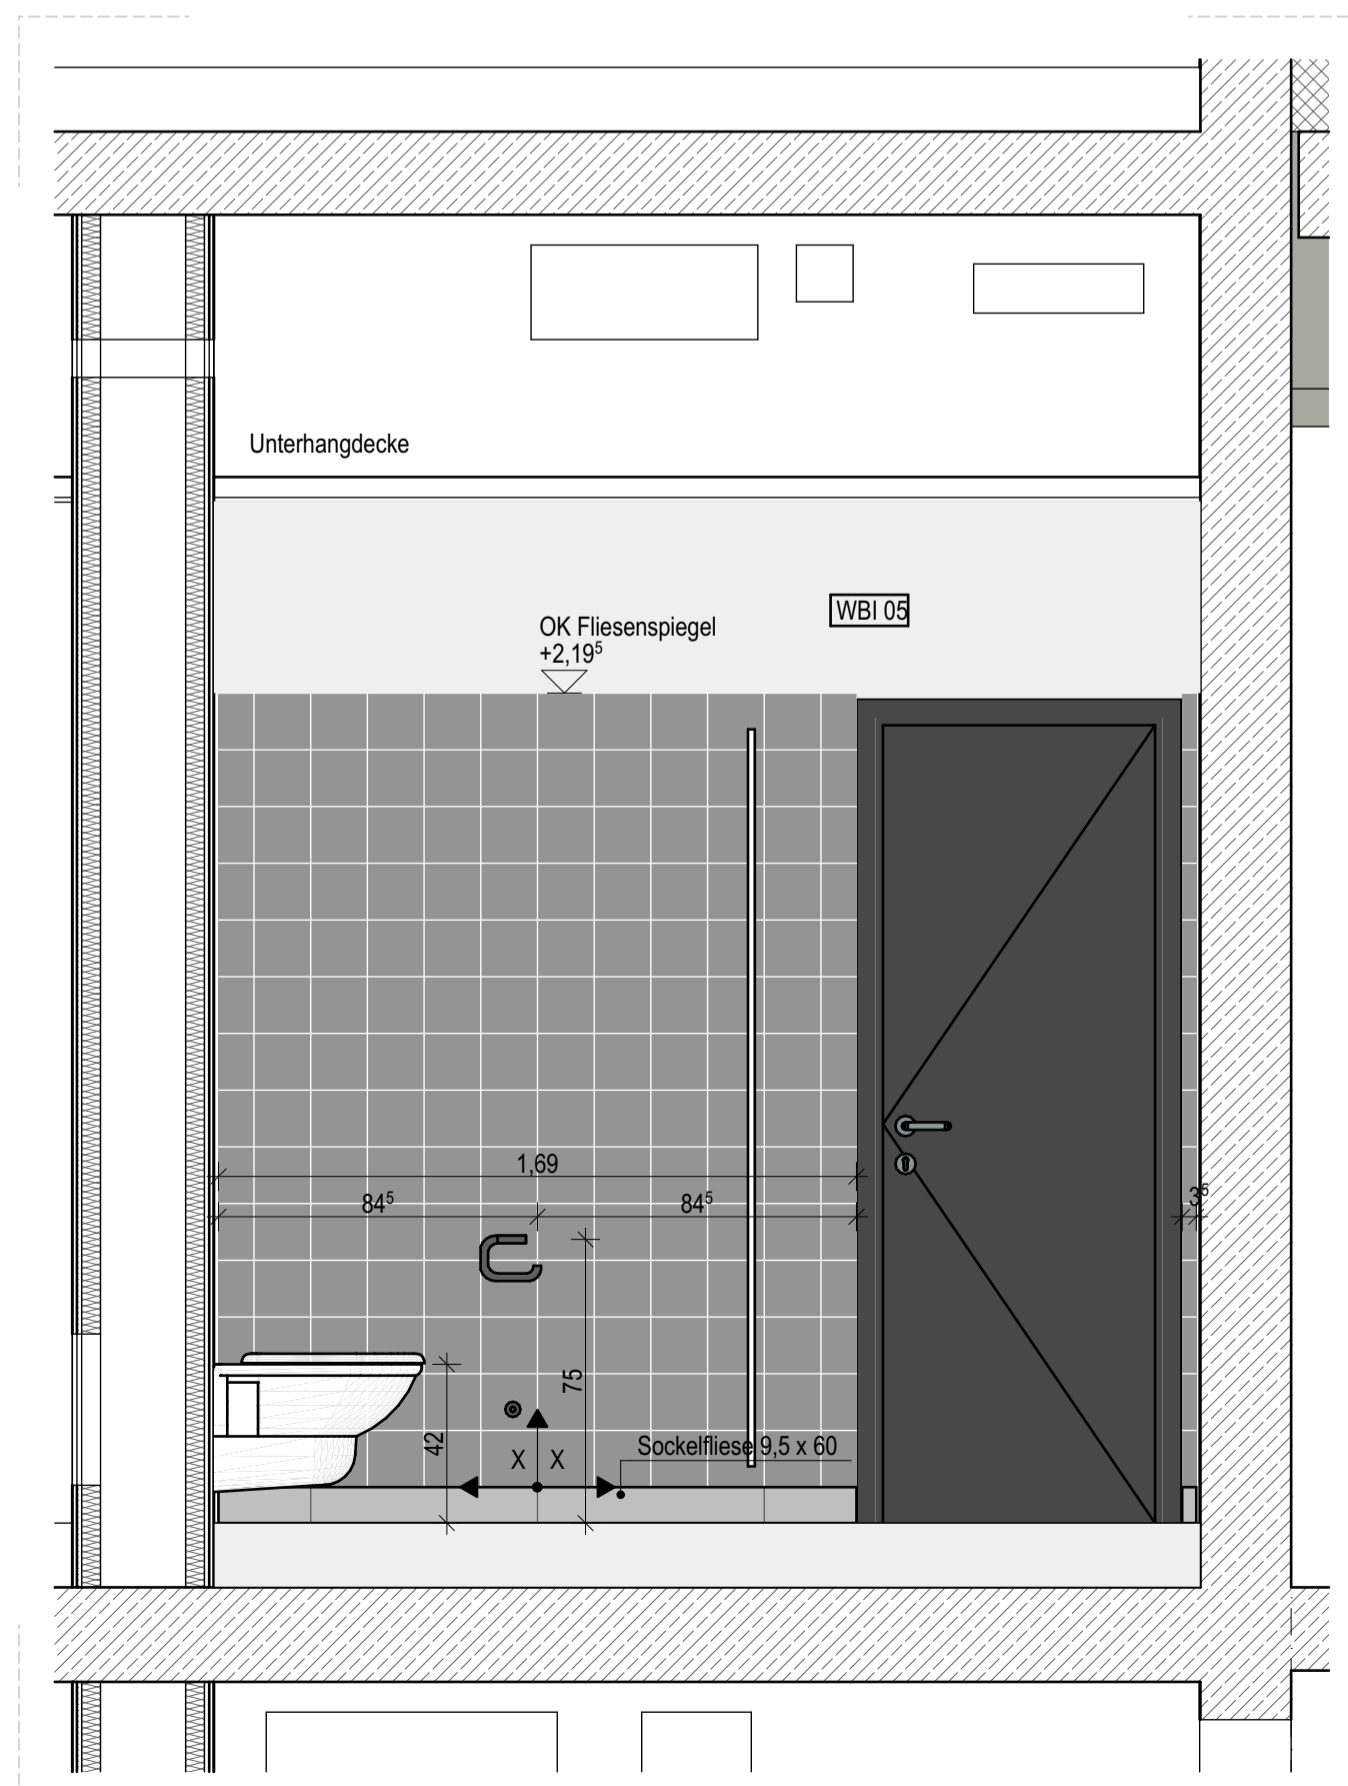 Unterhangdecke
WBI 05
OK Fliesenspiegel
+2,19⁵
1,69
84⁵
84⁵
3⁵
75
42
X X
Sockelfliese 9,5 x 60